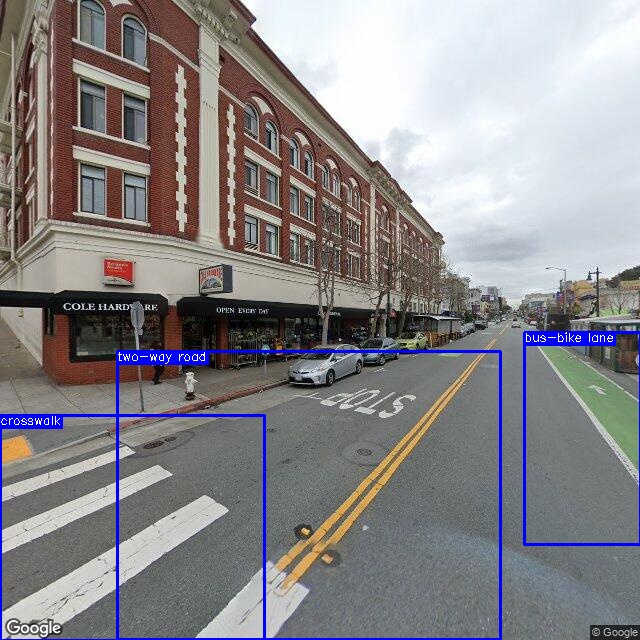 COLE HARDWARE
OPEN EVERY DAY
two-way road
bus-bike lane
crosswalk
STOP
Google
© Google